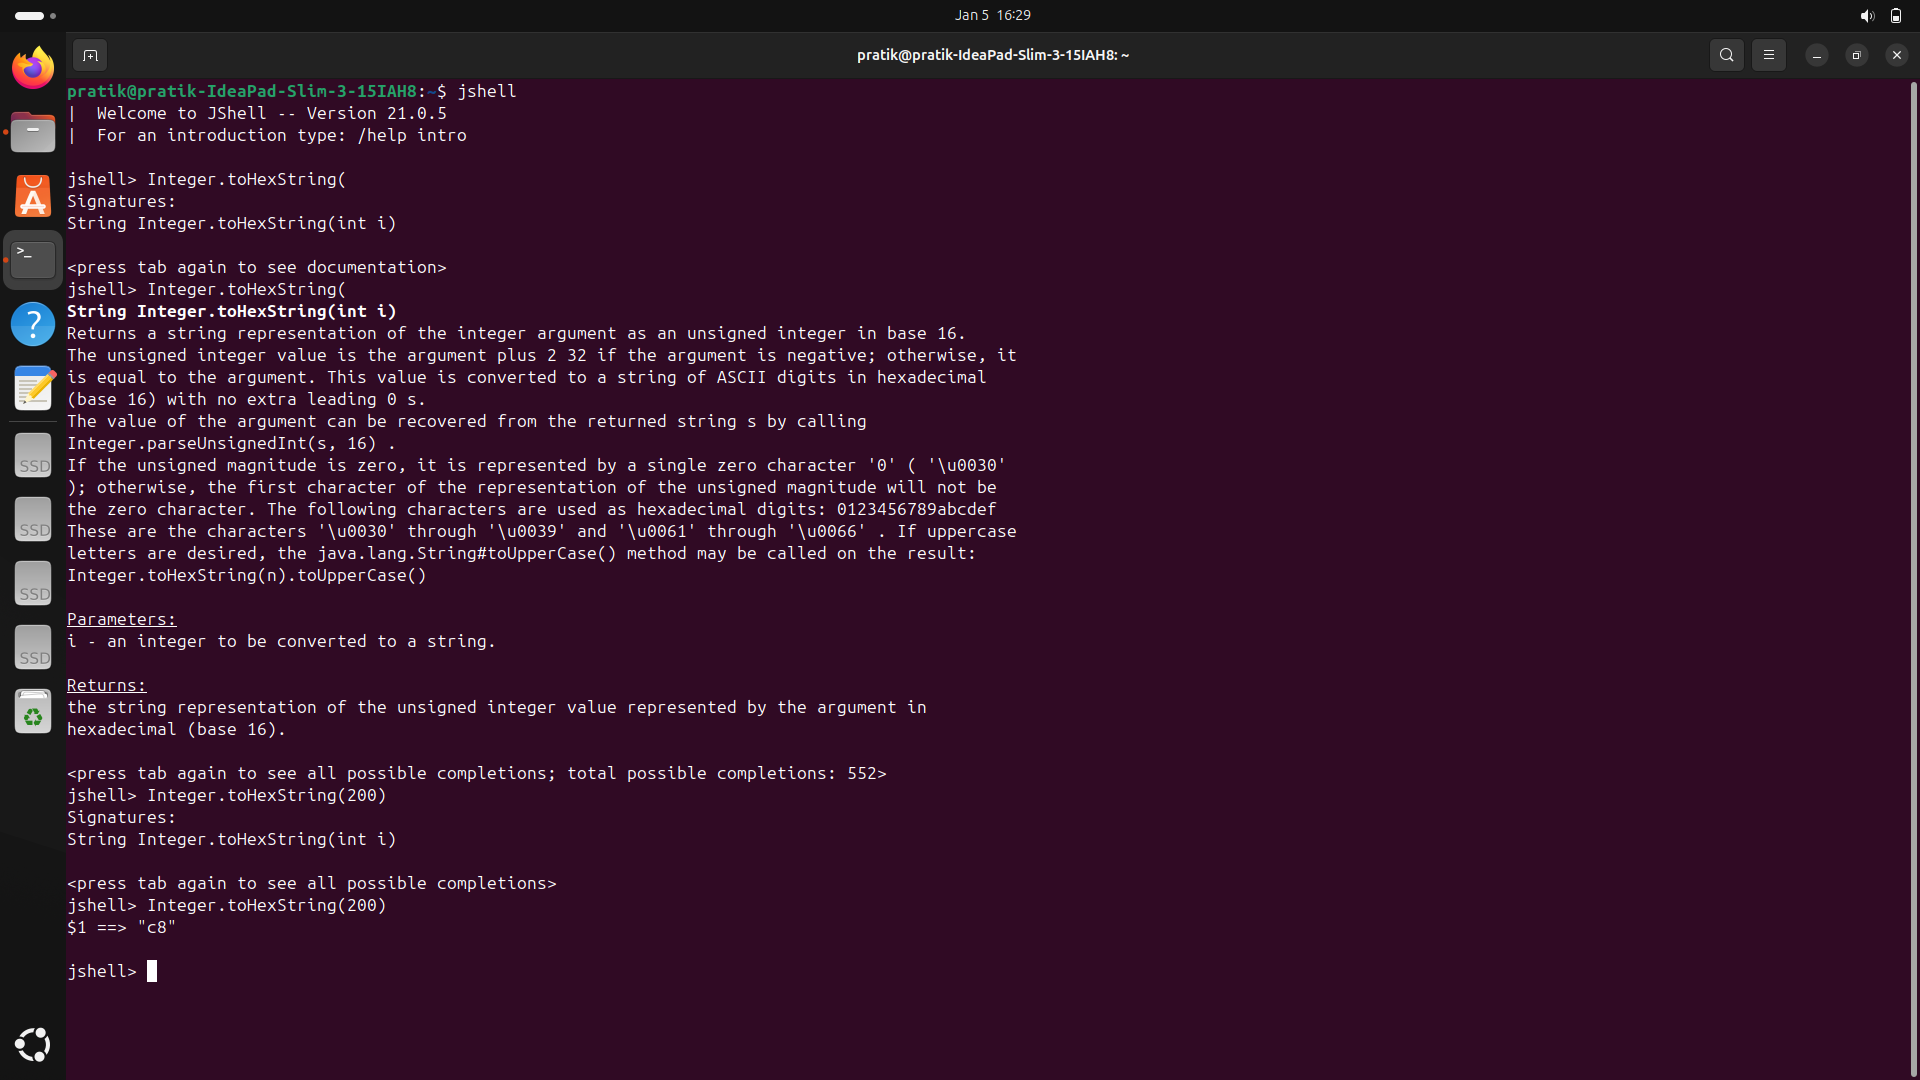 Jan 5 16:29
pratik@pratik-IdeaPad-Slim-3-15IAH8: ~
pratik@pratik-IdeaPad-Slim-3-15IAH8:~$ jshell
|  Welcome to JShell -- Version 21.0.5
|  For an introduction type: /help intro
jshell> Integer.toHexString(
Signatures:
String Integer.toHexString(int i)
<press tab again to see documentation>
jshell> Integer.toHexString(
String Integer.toHexString(int i)
Returns a string representation of the integer argument as an unsigned integer in base 16.
The unsigned integer value is the argument plus 2 32 if the argument is negative; otherwise, it
is equal to the argument. This value is converted to a string of ASCII digits in hexadecimal
(base 16) with no extra leading 0 s.
The value of the argument can be recovered from the returned string s by calling
Integer.parseUnsignedInt(s, 16) .
If the unsigned magnitude is zero, it is represented by a single zero character '0' ( '\u0030'
); otherwise, the first character of the representation of the unsigned magnitude will not be
the zero character. The following characters are used as hexadecimal digits: 0123456789abcdef
These are the characters '\u0030' through '\u0039' and '\u0061' through '\u0066' . If uppercase
letters are desired, the java.lang.String#toUpperCase() method may be called on the result:
Integer.toHexString(n).toUpperCase()
Parameters:
i - an integer to be converted to a string.
Returns:
the string representation of the unsigned integer value represented by the argument in
hexadecimal (base 16).
<press tab again to see all possible completions; total possible completions: 552>
jshell> Integer.toHexString(200)
Signatures:
String Integer.toHexString(int i)
<press tab again to see all possible completions>
jshell> Integer.toHexString(200)
$1 ==> "c8"
jshell>
SSD
SSD
SSD
SSD